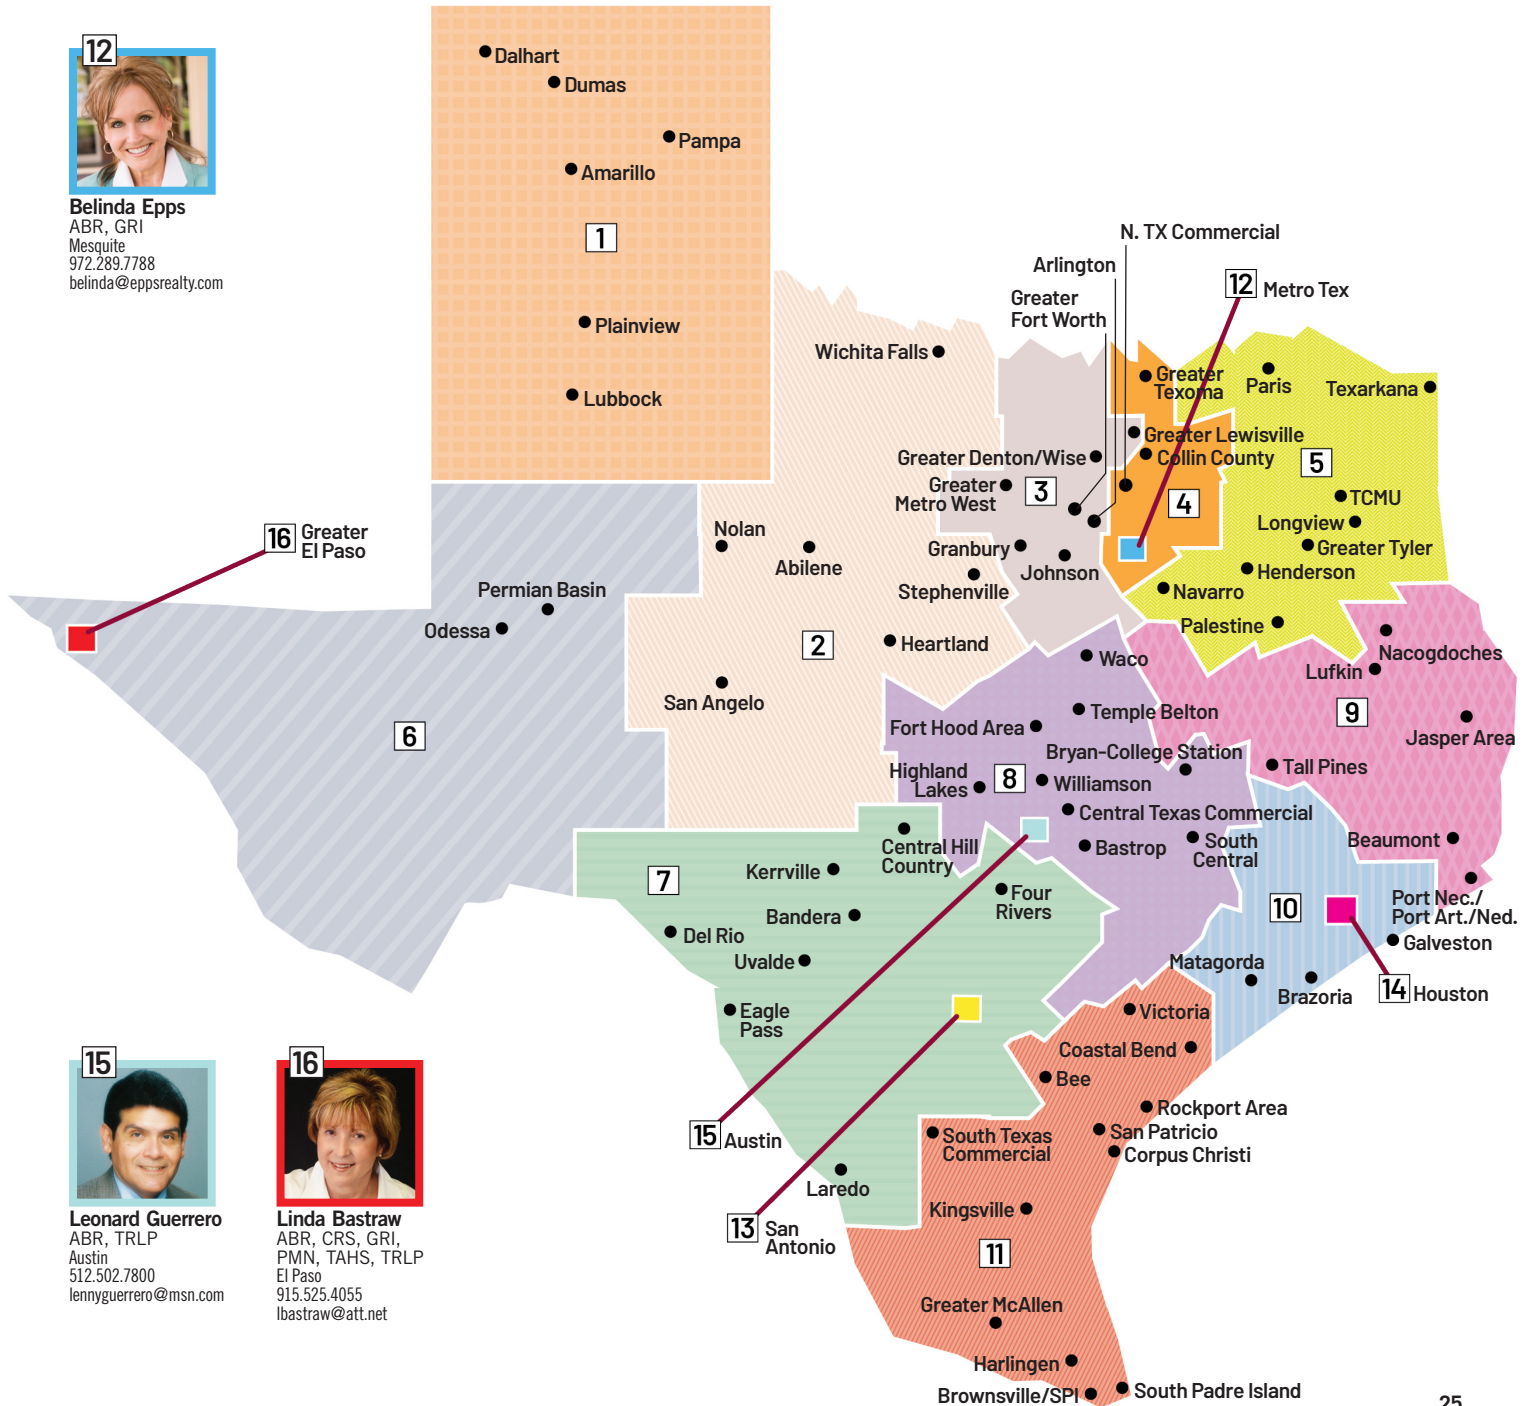 12
Belinda Epps
ABR, GRI
Mesquite
972.289.7788
belinda@eppsrealty.com
Dalhart
Dumas
Pampa
Amarillo
1
Plainview
Lubbock
N. TX Commercial
Arlington
12 Metro Tex
Greater
Fort Worth
Wichita Falls
Greater
Texoma
Paris
Texarkana
Greater Lewisville
Greater Denton/Wise
Collin County
5
Greater
Metro West
3
4
TCMU
Longview
Nolan
Abilene
Granbury
Johnson
Greater Tyler
Stephenville
Henderson
Navarro
16 Greater
El Paso
Permian Basin
Odessa
Palestine
2
Heartland
Waco
Nacogdoches
Lufkin
San Angelo
6
Fort Hood Area
Temple Belton
9
Jasper Area
Bryan-College Station
Highland
Lakes
8
Williamson
Tall Pines
Central Texas Commercial
Central Hill
Country
Bastrop
South
Central
Beaumont
7
Kerrville
Four
Rivers
Bandera
10
Port Nec./
Port Art./Ned.
Del Rio
Galveston
Uvalde
Matagorda
Brazoria
14 Houston
Eagle
Pass
Victoria
Coastal Bend
Bee
15
Leonard Guerrero
ABR, TRLP
Austin
512.502.7800
lennyguerrero@msn.com
16
Linda Bastraw
ABR, CRS, GRI,
PMN, TAHS, TRLP
El Paso
915.525.4055
lbastraw@att.net
15 Austin
Rockport Area
South Texas
Commercial
San Patricio
Corpus Christi
Laredo
13 San
Antonio
Kingsville
11
Greater McAllen
Harlingen
Brownsville/SPI
South Padre Island
25